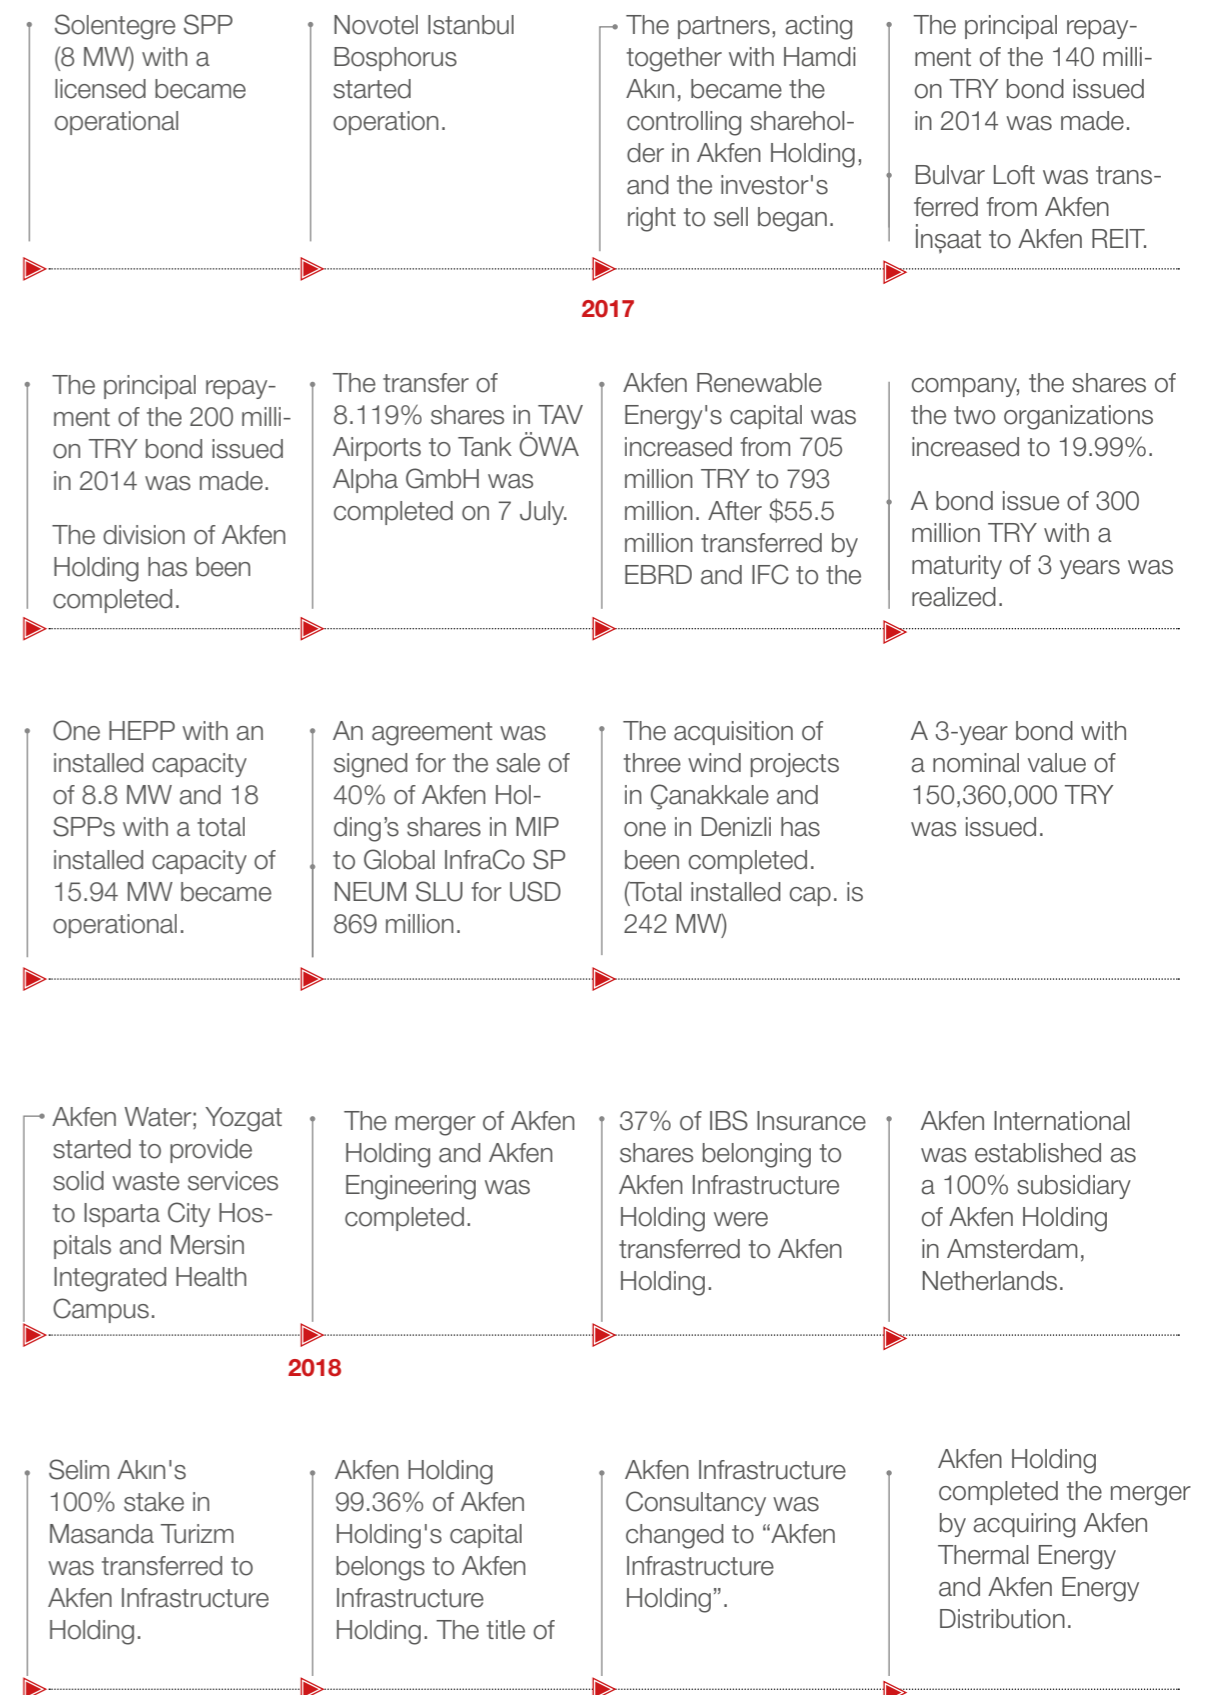 Solentegre SPP
(8 MW) with a
licensed became
operational
Novotel Istanbul
Bosphorus
started
operation.
The partners, acting
together with Hamdi
Akın, became the
controlling sharehol-
der in Akfen Holding,
and the investor's
right to sell began.
The principal repay-
ment of the 140 milli-
on TRY bond issued
in 2014 was made.
Bulvar Loft was trans-
ferred from Akfen
İnşaat to Akfen REIT.
2017
The principal repay-
ment of the 200 milli-
on TRY bond issued
in 2014 was made.
The division of Akfen
Holding has been
completed.
The transfer of
8.119% shares in TAV
Airports to Tank ÖWA
Alpha GmbH was
completed on 7 July.
Akfen Renewable
Energy's capital was
increased from 705
million TRY to 793
million. After $55.5
million transferred by
EBRD and IFC to the
company, the shares of
the two organizations
increased to 19.99%.
A bond issue of 300
million TRY with a
maturity of 3 years was
realized.
One HEPP with an
installed capacity
of 8.8 MW and 18
SPPs with a total
installed capacity of
15.94 MW became
operational.
An agreement was
signed for the sale of
40% of Akfen Hol-
ding’s shares in MIP
to Global InfraCo SP
NEUM SLU for USD
869 million.
The acquisition of
three wind projects
in Çanakkale and
one in Denizli has
been completed.
(Total installed cap. is
242 MW)
A 3-year bond with
a nominal value of
150,360,000 TRY
was issued.
Akfen Water; Yozgat
started to provide
solid waste services
to Isparta City Hos-
pitals and Mersin
Integrated Health
Campus.
The merger of Akfen
Holding and Akfen
Engineering was
completed.
37% of IBS Insurance
shares belonging to
Akfen Infrastructure
Holding were
transferred to Akfen
Holding.
Akfen International
was established as
a 100% subsidiary
of Akfen Holding
in Amsterdam,
Netherlands.
2018
Selim Akın's
100% stake in
Masanda Turizm
was transferred to
Akfen Infrastructure
Holding.
Akfen Holding
99.36% of Akfen
Holding's capital
belongs to Akfen
Infrastructure
Holding. The title of
Akfen Infrastructure
Consultancy was
changed to “Akfen
Infrastructure
Holding”.
Akfen Holding
completed the merger
by acquiring Akfen
Thermal Energy
and Akfen Energy
Distribution.